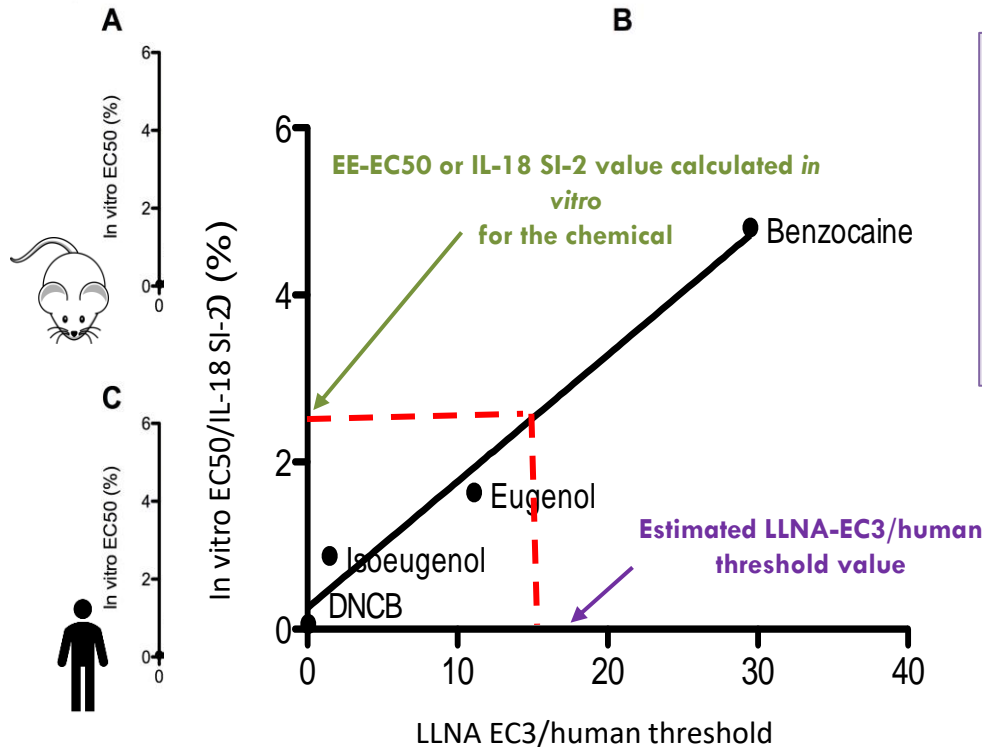 A
B
6
4
2
0
0
In vitro EC50 (%)
C
6
4
2
0
0
In vitro EC50 (%)
6
4
2
0
In vitro EC50/IL-18 SI-2) (%)
EE-EC50 or IL-18 SI-2 value calculated in
vitro
for the chemical
Benzocaine
Eugenol
Isoeugenol
DNCB
Estimated LLNA-EC3/human
threshold value
0 10 20 30 40
LLNA EC3/human threshold